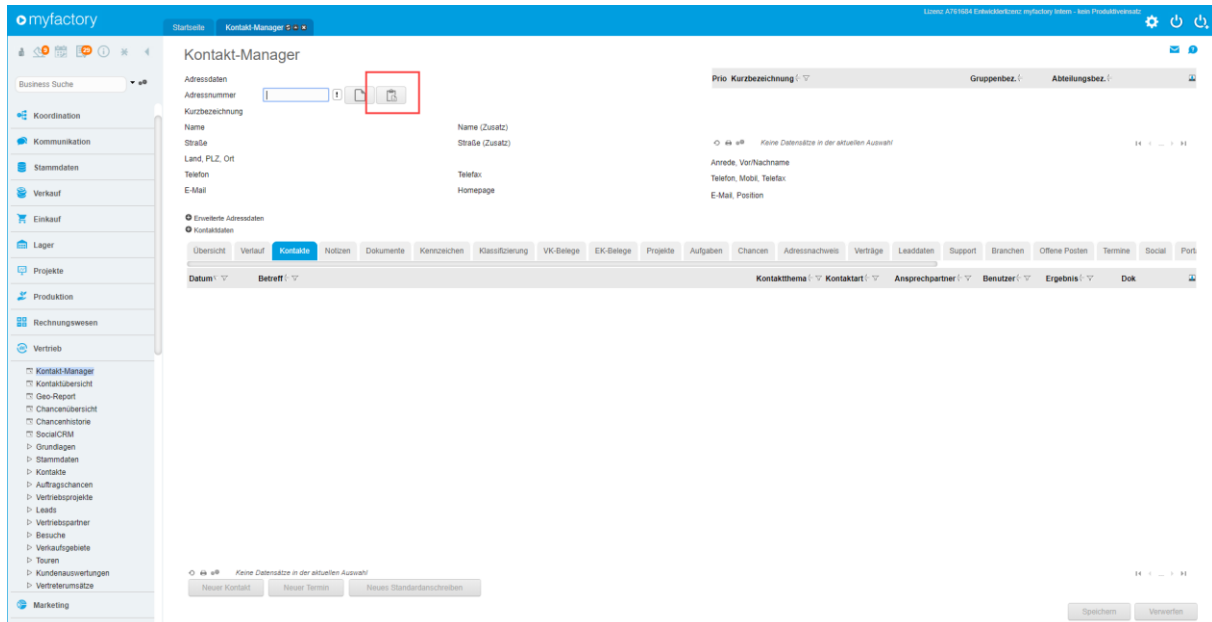 myfactory
Startseite Kontakt-Manager
Lizenz A761604 Entwicklerlizenz myfactory Intern - kein Produktiveinsatz
Business Suche
Koordination
Kommunikation
Stammdaten
Verkauf
Einkauf
Lager
Projekte
Produktion
Rechnungswesen
Vertrieb
Kontakt-Manager
Kontaktübersicht
Geo-Report
Chancenübersicht
Chancenhistorie
SocialCRM
Grundlagen
Stammdaten
Kontakte
Auftragschancen
Vertriebsprojekte
Leads
Vertriebspartner
Besuche
Verkaufsgebiete
Touren
Kundenauswertungen
Vertreterumsätze
Marketing
Kontakt-Manager
Adressdaten
Adressnummer
Kurzbezeichnung
Name Name (Zusatz)
Straße Straße (Zusatz)
Land, PLZ, Ort
Telefon Telefax
E-Mail Homepage
Erweiterte Adressdaten
Kontaktdaten
Prio Kurzbezeichnung Gruppenbez. Abteilungsbez.
Keine Datensätze in der aktuellen Auswahl
Anrede, Vor/Nachname
Telefon, Mobil, Telefax
E-Mail, Position
Übersicht Verlauf Kontakte Notizen Dokumente Kennzeichen Klassifizierung VK-Belege EK-Belege Projekte Aufgaben Chancen Adressnachweis Verträge Leaddaten Support Branchen Offene Posten Termine Social Port
Datum Betreff Kontaktthema Kontaktart Ansprechpartner Benutzer Ergebnis Dok
Keine Datensätze in der aktuellen Auswahl
Neuer Kontakt Neuer Termin Neues Standardanschreiben
Speichern Verwerfen